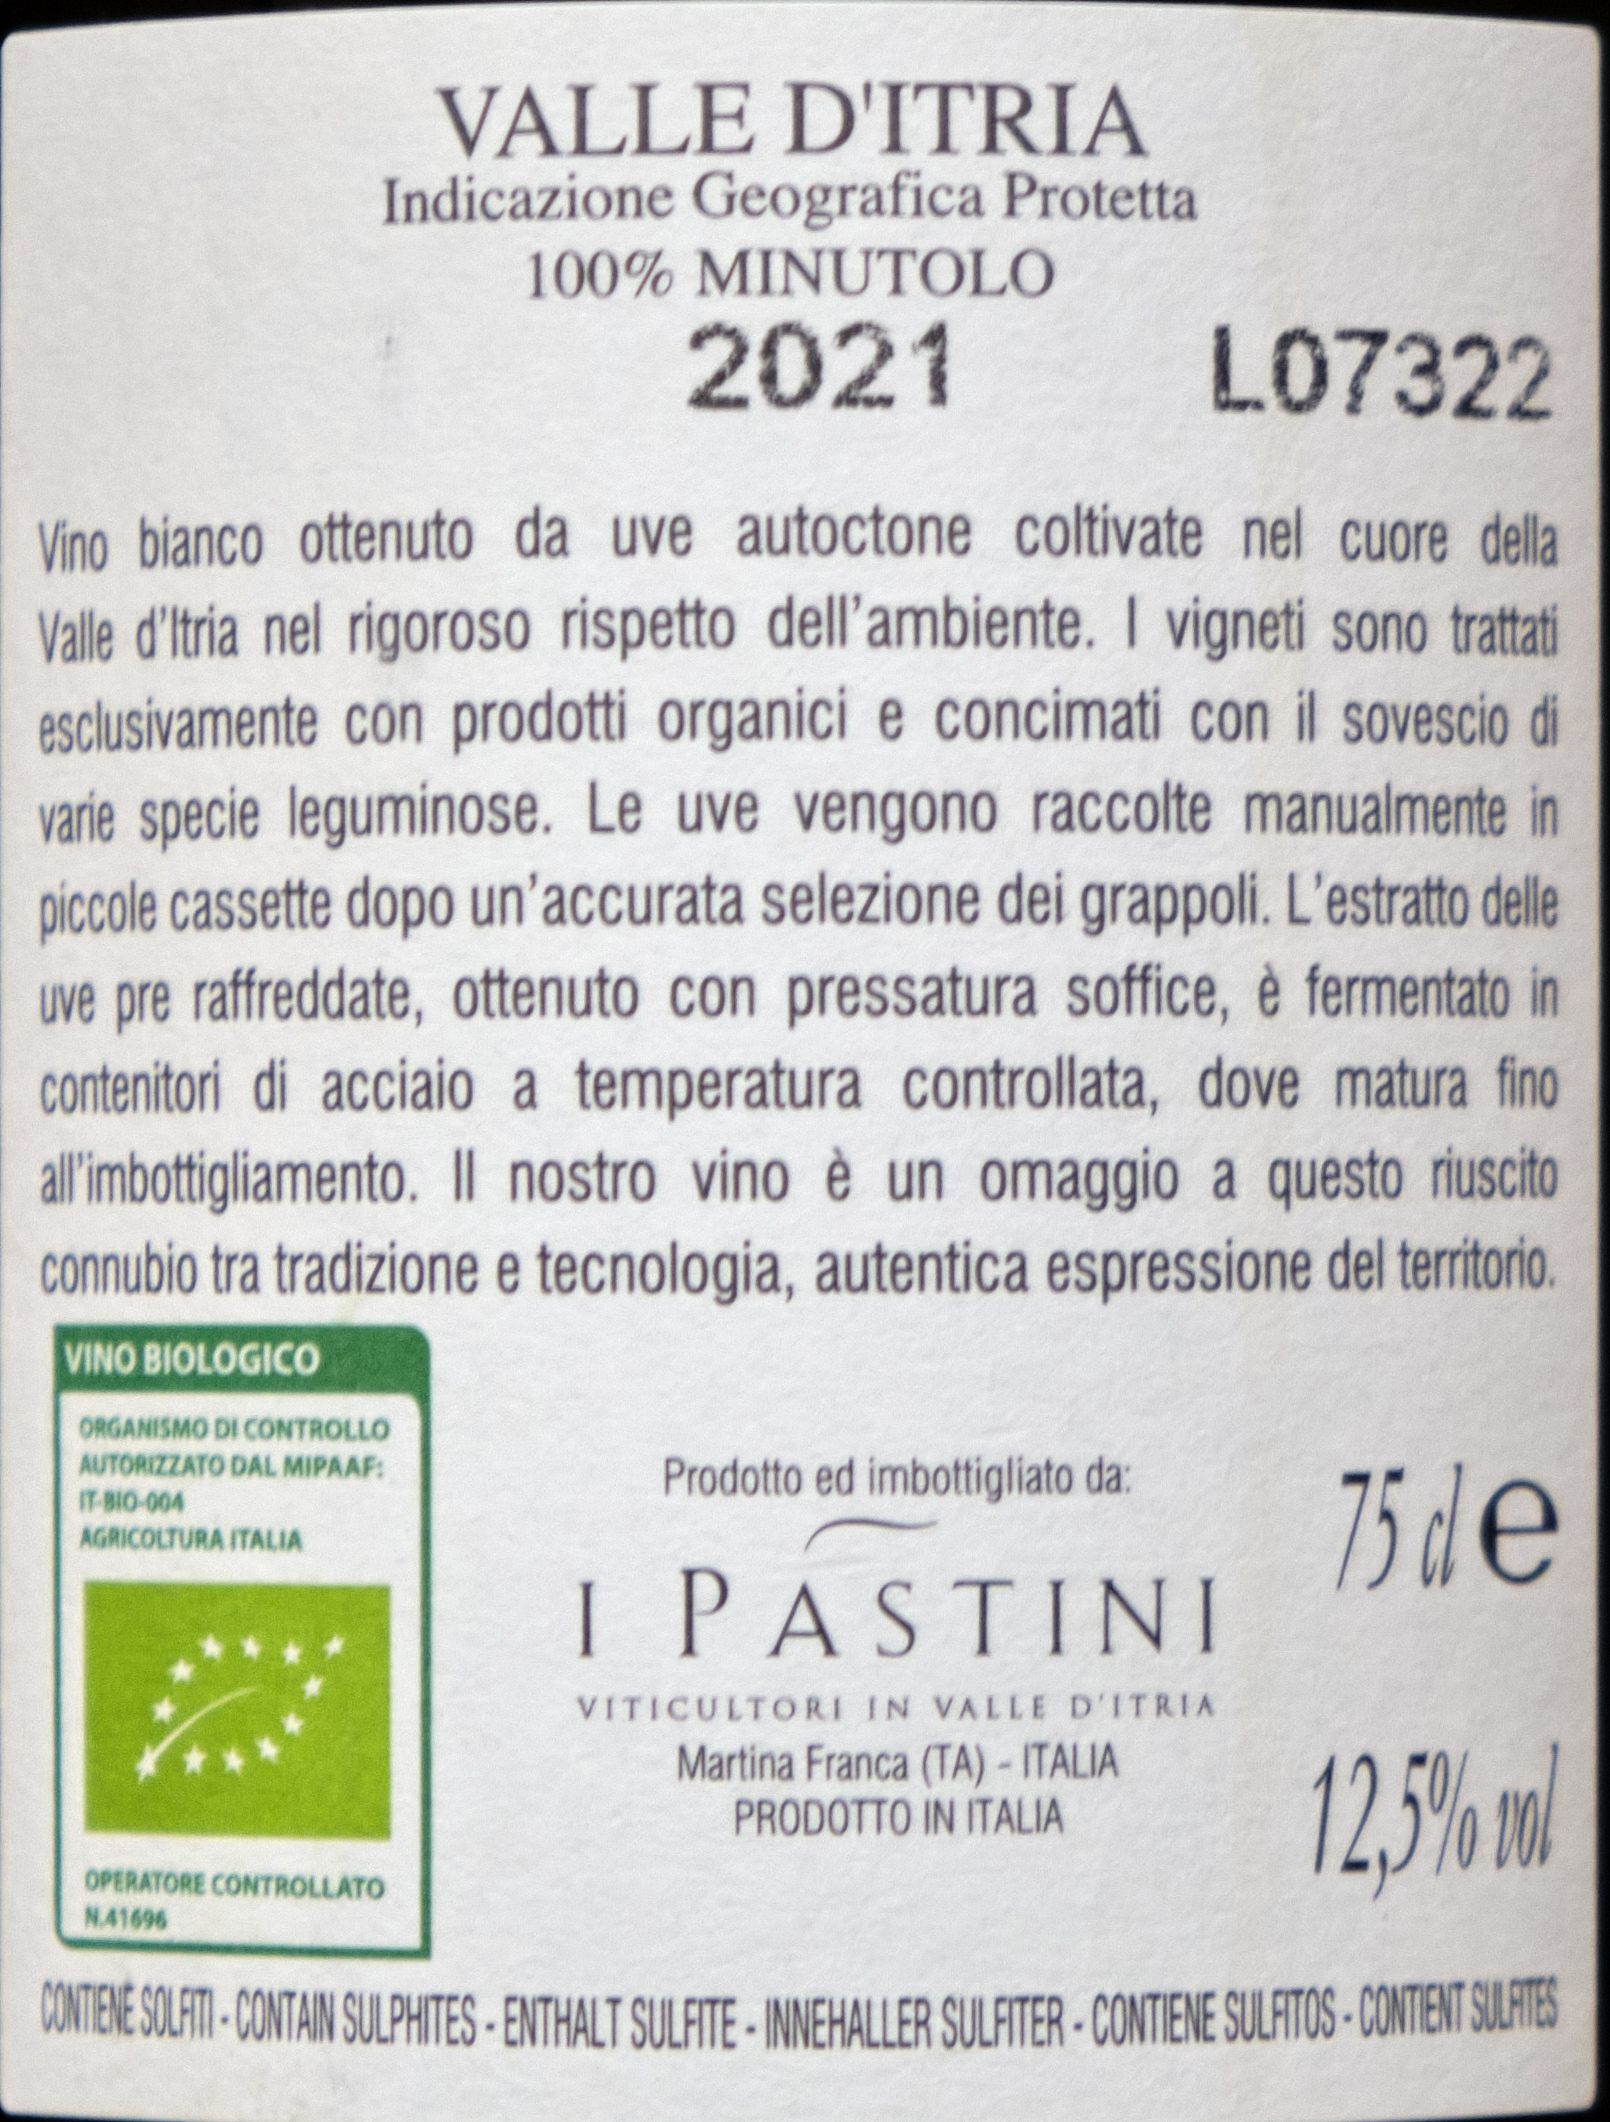 VALLE D'ITRIA
Indicazione Geografica Protetta
100% MINUTOLO
2021 L07322
Vino bianco ottenuto da uve autoctone coltivate nel cuore della
Valle d'Itria nel rigoroso rispetto dell'ambiente. I vigneti sono trattati
esclusivamente con prodotti organici e concimati con il sovescio di
varie specie leguminose. Le uve vengono raccolte manualmente in
piccole cassette dopo un'accurata selezione dei grappoli. L'estratto delle
uve pre raffreddate, ottenuto con pressatura soffice, è fermentato in
contenitori di acciaio a temperatura controllata, dove matura fino
all'imbottigliamento. Il nostro vino è un omaggio a questo riuscito
connubio tra tradizione e tecnologia, autentica espressione del territorio.
VINO BIOLOGICO
ORGANISMO DI CONTROLLO
AUTORIZZATO DAL MIPAAF:
IT-BIO-004
AGRICOLTURA ITALIA
OPERATORE CONTROLLATO
N.41696
Prodotto ed imbottigliato da:
I PASTINI
VITICULTORI IN VALLE D'ITRIA
Martina Franca (TA) - ITALIA
PRODOTTO IN ITALIA
75 cl e
12,5% vol
CONTIENE SOLFITI - CONTAIN SULPHITES - ENTHALT SULFITE - INNEHALLER SULFITER - CONTIENE SULFITOS - CONTIENT SULFITES